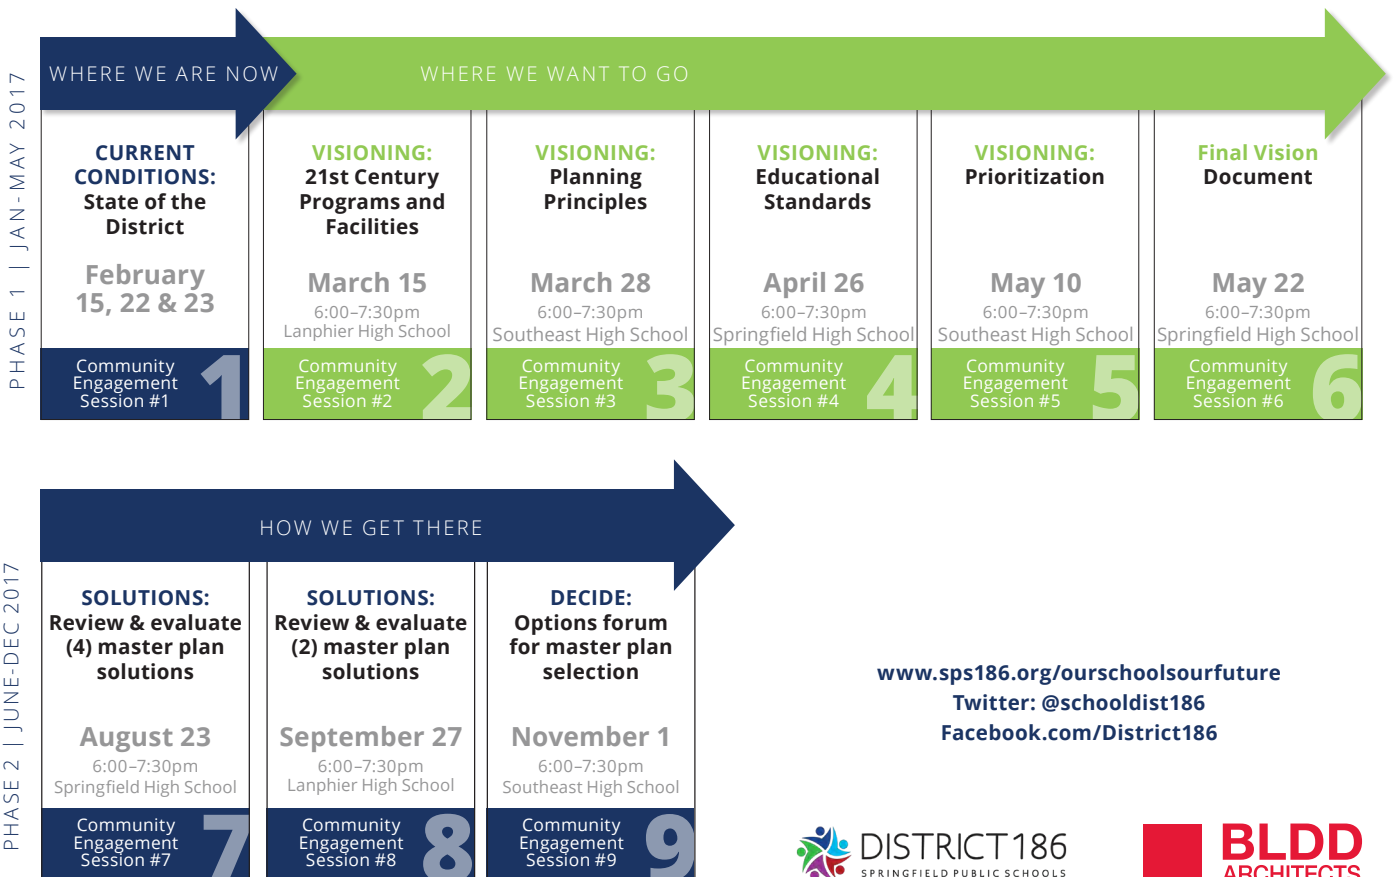 PHASE 1 | JAN-MAY 2017
WHERE WE ARE NOW
WHERE WE WANT TO GO
CURRENT
CONDITIONS:
State of the
District
February
15, 22 & 23
Community
Engagement
Session #1
1
VISIONING:
21st Century
Programs and
Facilities
March 15
6:00–7:30pm
Lanphier High School
Community
Engagement
Session #2
2
VISIONING:
Planning
Principles
March 28
6:00–7:30pm
Southeast High School
Community
Engagement
Session #3
3
VISIONING:
Educational
Standards
April 26
6:00–7:30pm
Springfield High School
Community
Engagement
Session #4
4
VISIONING:
Prioritization
May 10
6:00–7:30pm
Southeast High School
Community
Engagement
Session #5
5
Final Vision
Document
May 22
6:00–7:30pm
Springfield High School
Community
Engagement
Session #6
6
PHASE 2 | JUNE-DEC 2017
HOW WE GET THERE
SOLUTIONS:
Review & evaluate
(4) master plan
solutions
August 23
6:00–7:30pm
Springfield High School
Community
Engagement
Session #7
7
SOLUTIONS:
Review & evaluate
(2) master plan
solutions
September 27
6:00–7:30pm
Lanphier High School
Community
Engagement
Session #8
8
DECIDE:
Options forum
for master plan
selection
November 1
6:00–7:30pm
Southeast High School
Community
Engagement
Session #9
9
www.sps186.org/ourschoolsourfuture
Twitter: @schooldist186
Facebook.com/District186
DISTRICT 186
SPRINGFIELD PUBLIC SCHOOLS
BLDD
ARCHITECTS